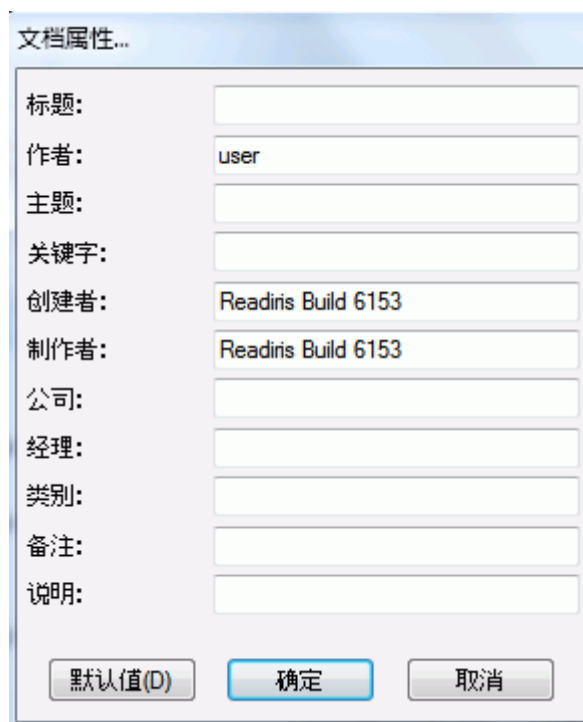 文档属性...
标题:
作者: user
主题:
关键字:
创建者: Readiris Build 6153
制作者: Readiris Build 6153
公司:
经理:
类别:
备注:
说明:
默认值(D) 确定 取消